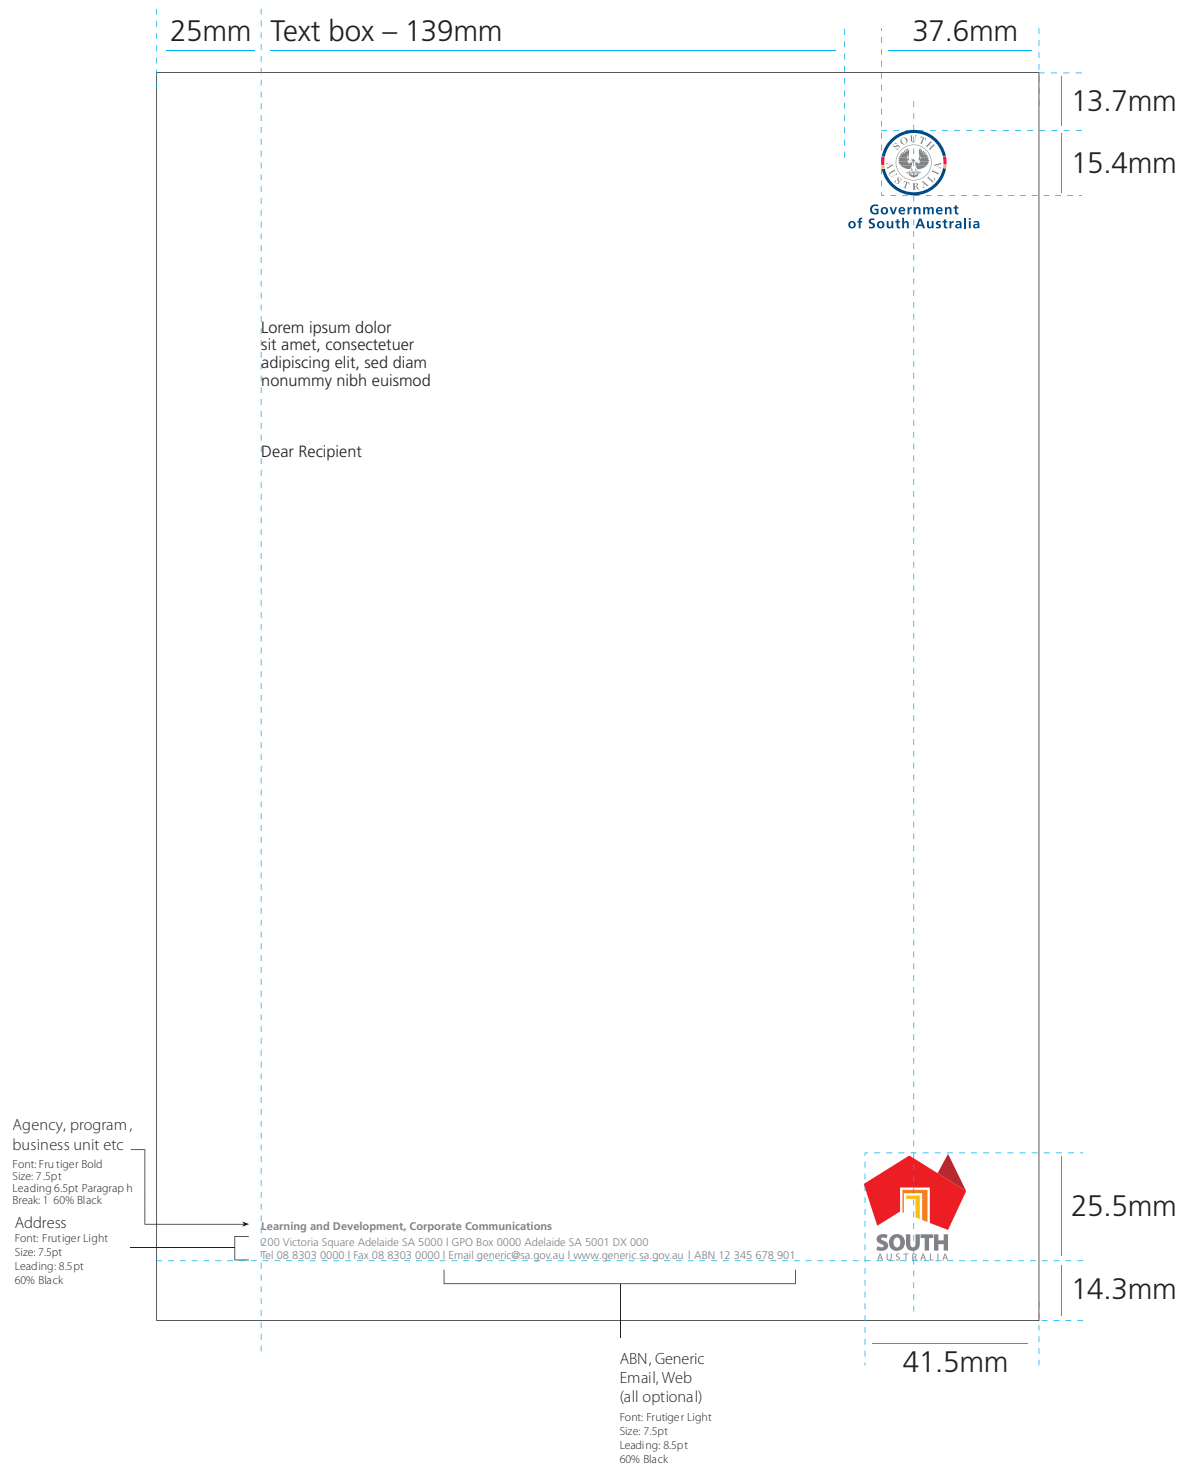 25mm
Text box – 139mm
37.6mm
13.7mm
SOUTH
AUSTRALIA
15.4mm
Government
of South Australia
Lorem ipsum dolor
sit amet, consectetuer
adipiscing elit, sed diam
nonummy nibh euismod
Dear Recipient
Agency, program,
business unit etc
Font: Frutiger Bold
Size: 7.5pt
Leading 6.5pt Paragraph
Break: 1 60% Black
Address
Font: Frutiger Light
Size: 7.5pt
Leading: 8.5pt
60% Black
Learning and Development, Corporate Communications
200 Victoria Square Adelaide SA 5000 l GPO Box 0000 Adelaide SA 5001 DX 000
Tel 08 8303 0000 l Fax 08 8303 0000 l Email generic@sa.gov.au l www.generic.sa.gov.au l ABN 12 345 678 901
SOUTH
AUSTRALIA
25.5mm
14.3mm
41.5mm
ABN, Generic
Email, Web
(all optional)
Font: Frutiger Light
Size: 7.5pt
Leading: 8.5pt
60% Black